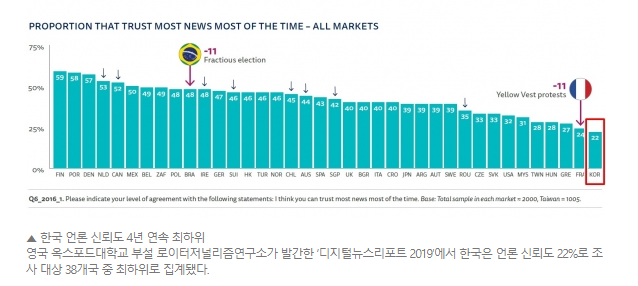 PROPORTION THAT TRUST MOST NEWS MOST OF THE TIME – ALL MARKETS
75%
-11
Fractious election
-11
Yellow Vest protests
50%
59 58 57 53 52 50 49 49 48 48 48 47 46 46 46 46 45 44 43 42 40 40 40 40 39 39 39 39 35 33 33 32 31 28 28 27 24 22
25%
0%
FIN POR DEN NLD CAN MEX BEL ZAF POL BRA IRE GER SUI HK TUR NOR CHL AUS SPA SGP UK BGR ITA CRO JPN ARG AUT SWE ROU CZE SVK USA MYS TWN HUN GRE FRA KOR
Q6_2016_1. Please indicate your level of agreement with the following statements: I think you can trust most news most of the time. Base: Total sample in each market ≈ 2000, Taiwan = 1005.
▲ 한국 언론 신뢰도 4년 연속 최하위
영국 옥스포드대학교 부설 로이터저널리즘연구소가 발간한 ‘디지털뉴스리포트 2019’에서 한국은 언론 신뢰도 22%로 조
사 대상 38개국 중 최하위로 집계됐다.